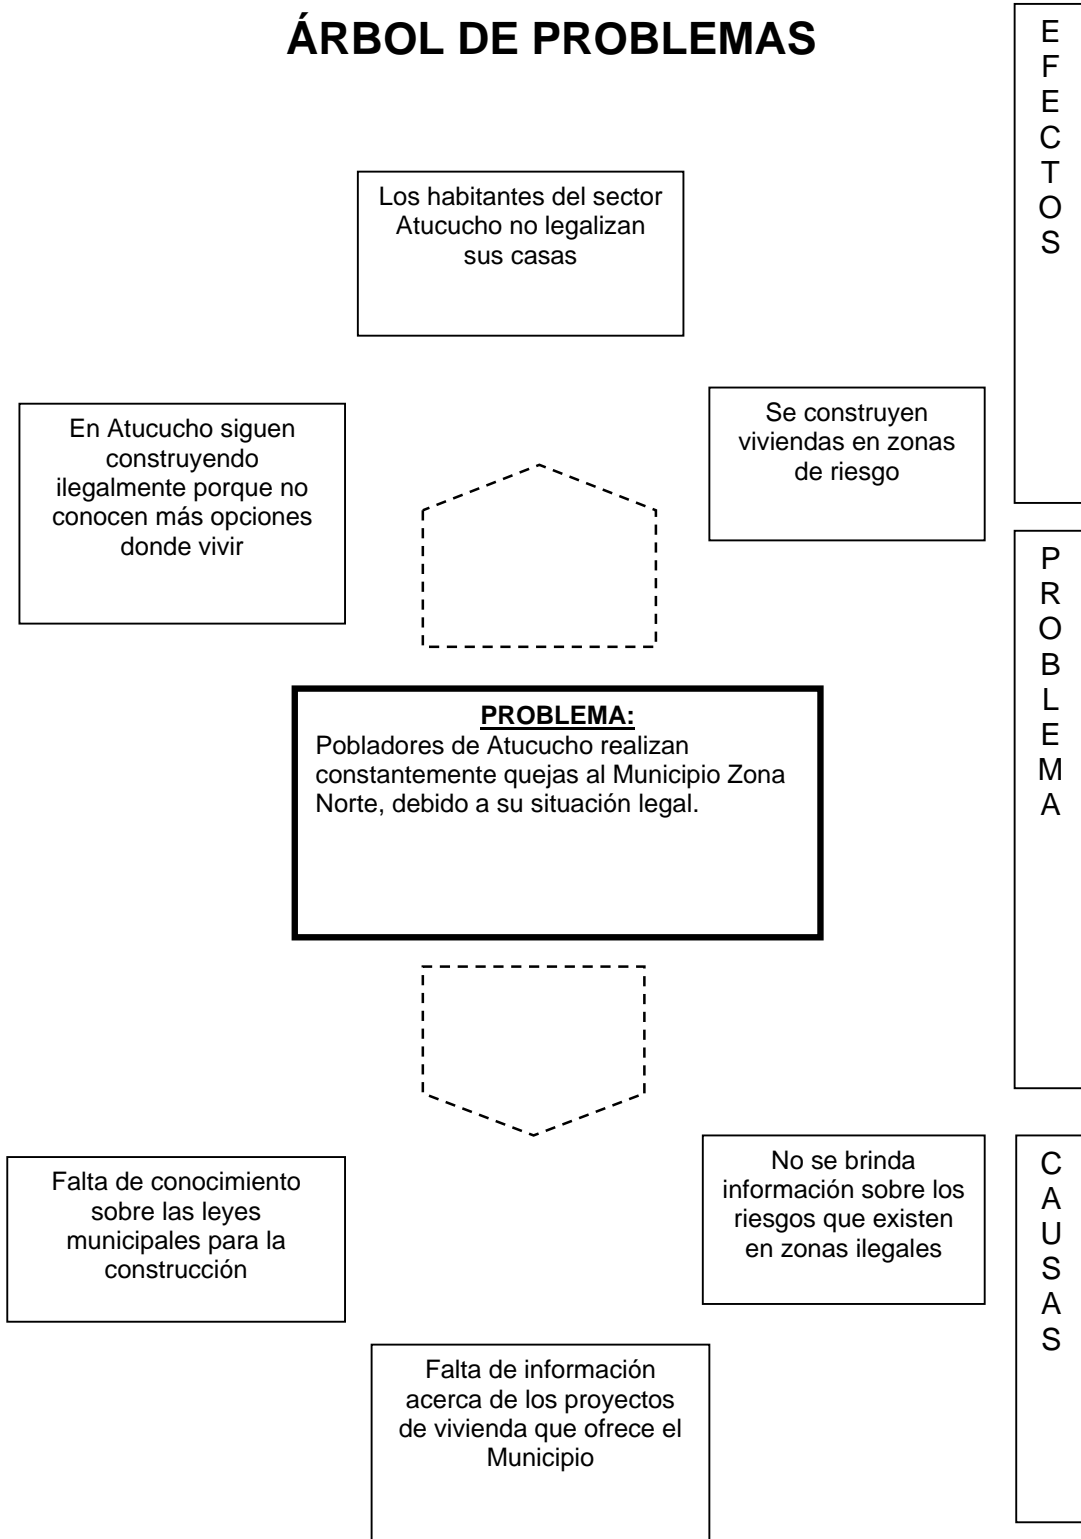 ÁRBOL DE PROBLEMAS
EFECTOS
Los habitantes del sector
Atucucho no legalizan
sus casas
En Atucucho siguen
construyendo
ilegalmente porque no
conocen más opciones
donde vivir
Se construyen
viviendas en zonas
de riesgo
PROBLEMA
PROBLEMA:
Pobladores de Atucucho realizan
constantemente quejas al Municipio Zona
Norte, debido a su situación legal.
CAUSAS
Falta de conocimiento
sobre las leyes
municipales para la
construcción
No se brinda
información sobre los
riesgos que existen
en zonas ilegales
Falta de información
acerca de los proyectos
de vivienda que ofrece el
Municipio